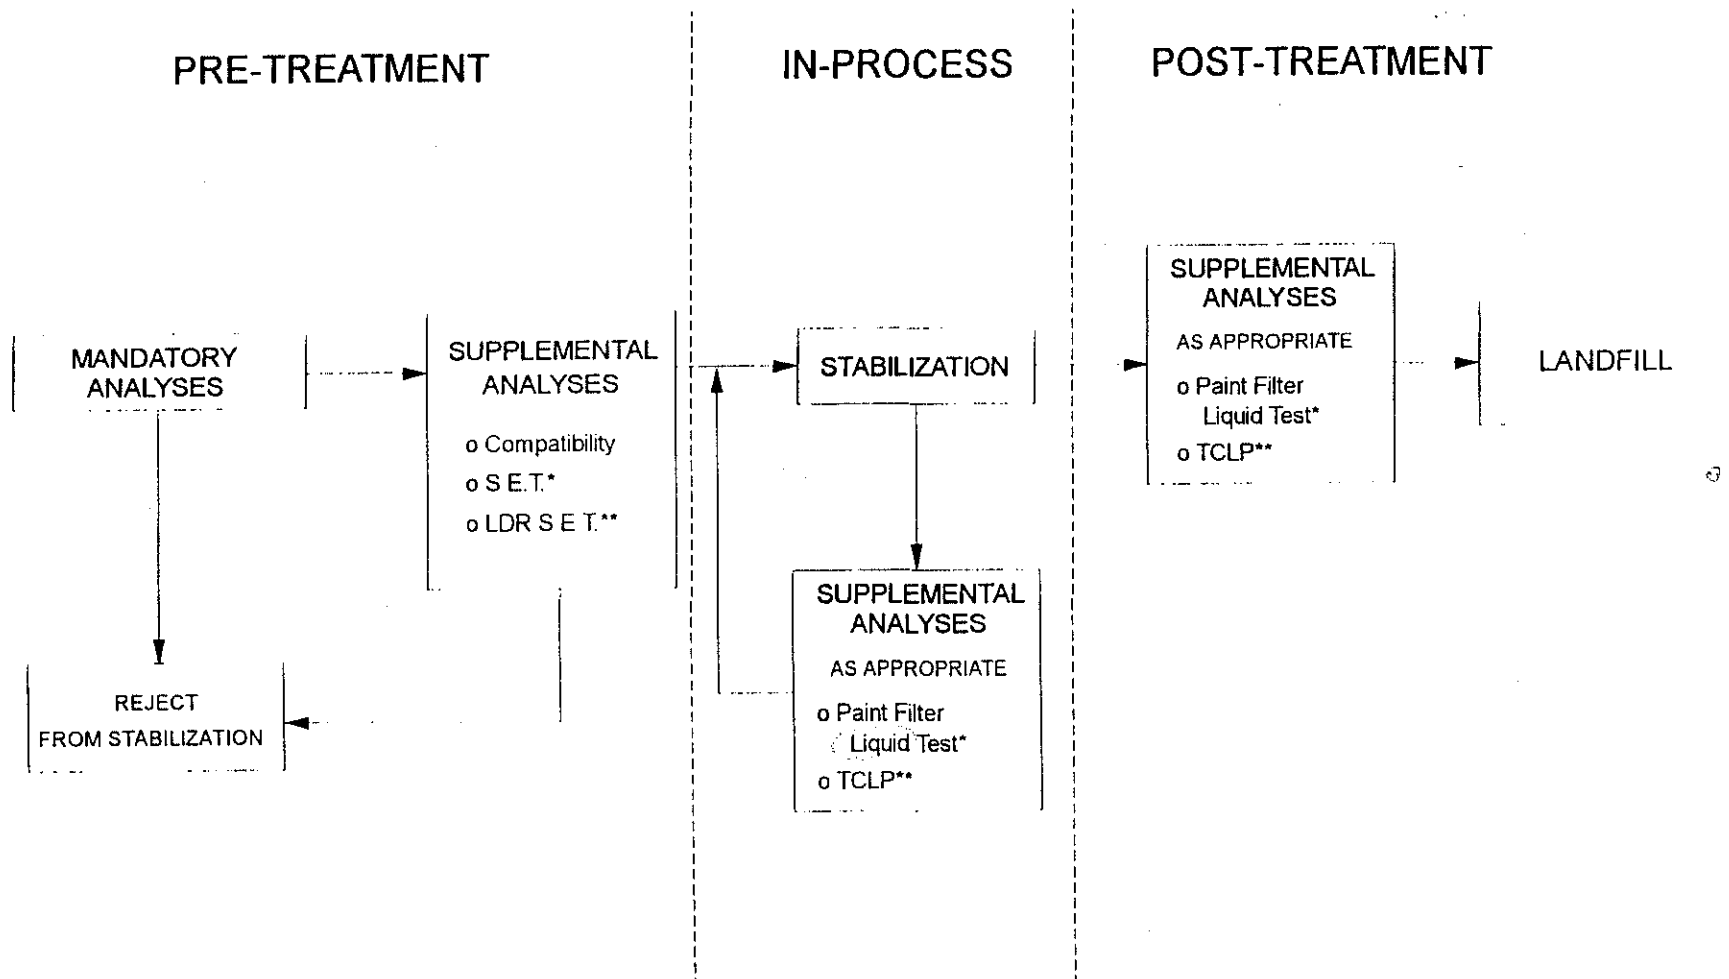 PRE-TREATMENT
IN-PROCESS
POST-TREATMENT
MANDATORY
ANALYSES
REJECT
FROM STABILIZATION
SUPPLEMENTAL
ANALYSES
o Compatibility
o S E.T.*
o LDR S E T.**
STABILIZATION
SUPPLEMENTAL
ANALYSES
AS APPROPRIATE
o Paint Filter
Liquid Test*
o TCLP**
SUPPLEMENTAL
ANALYSES
AS APPROPRIATE
o Paint Filter
Liquid Test*
o TCLP**
LANDFILL